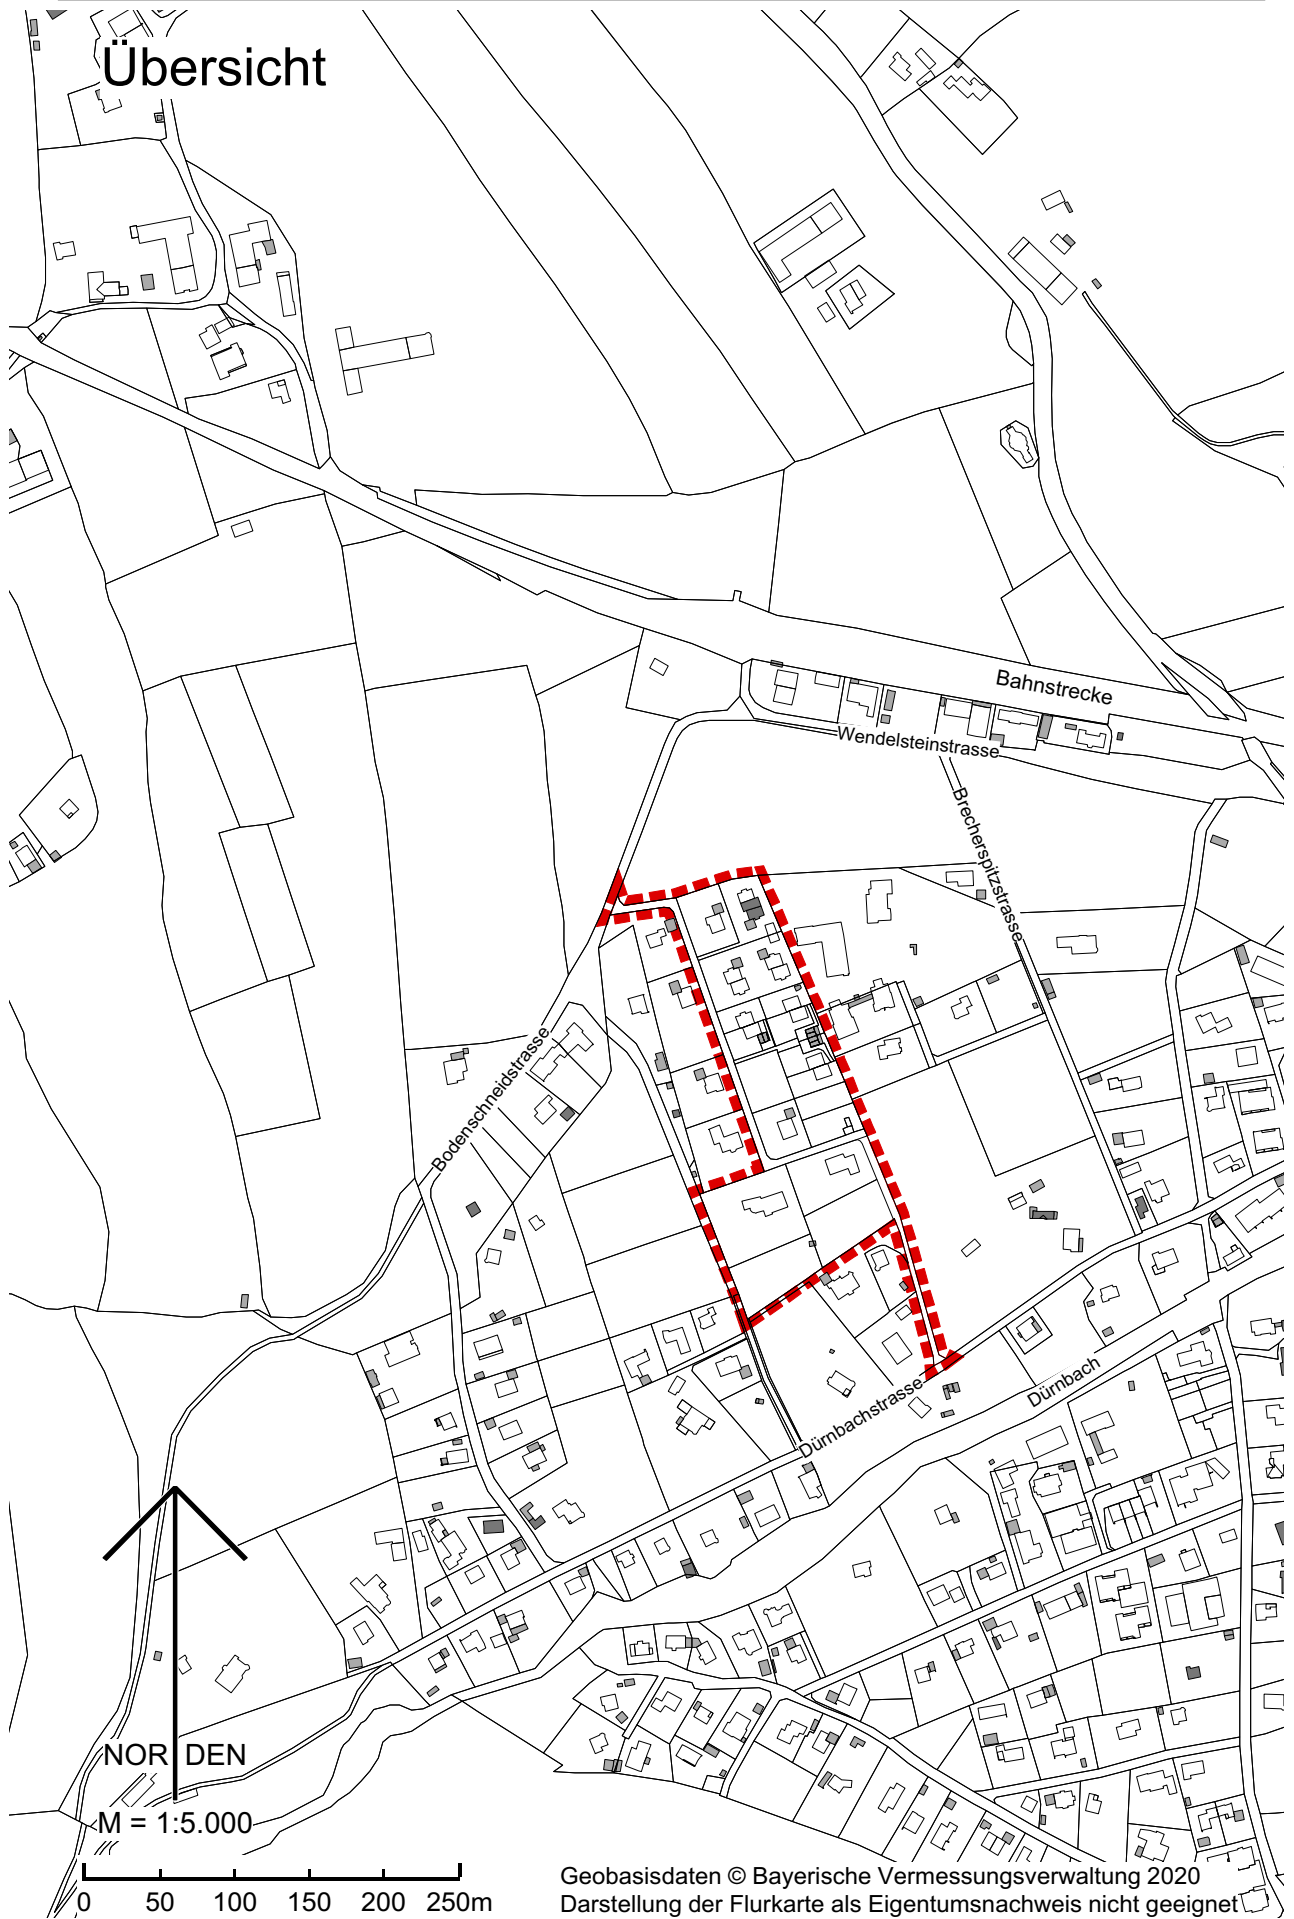 Übersicht
Bahnstrecke
Wendelsteinstrasse
Brecherspitzstrasse
Bodenschneidstrasse
Dürnbachstrasse
Dürnbach
NORDEN
M = 1:5.000
0 50 100 150 200 250m
Geobasisdaten © Bayerische Vermessungsverwaltung 2020
Darstellung der Flurkarte als Eigentumsnachweis nicht geeignet